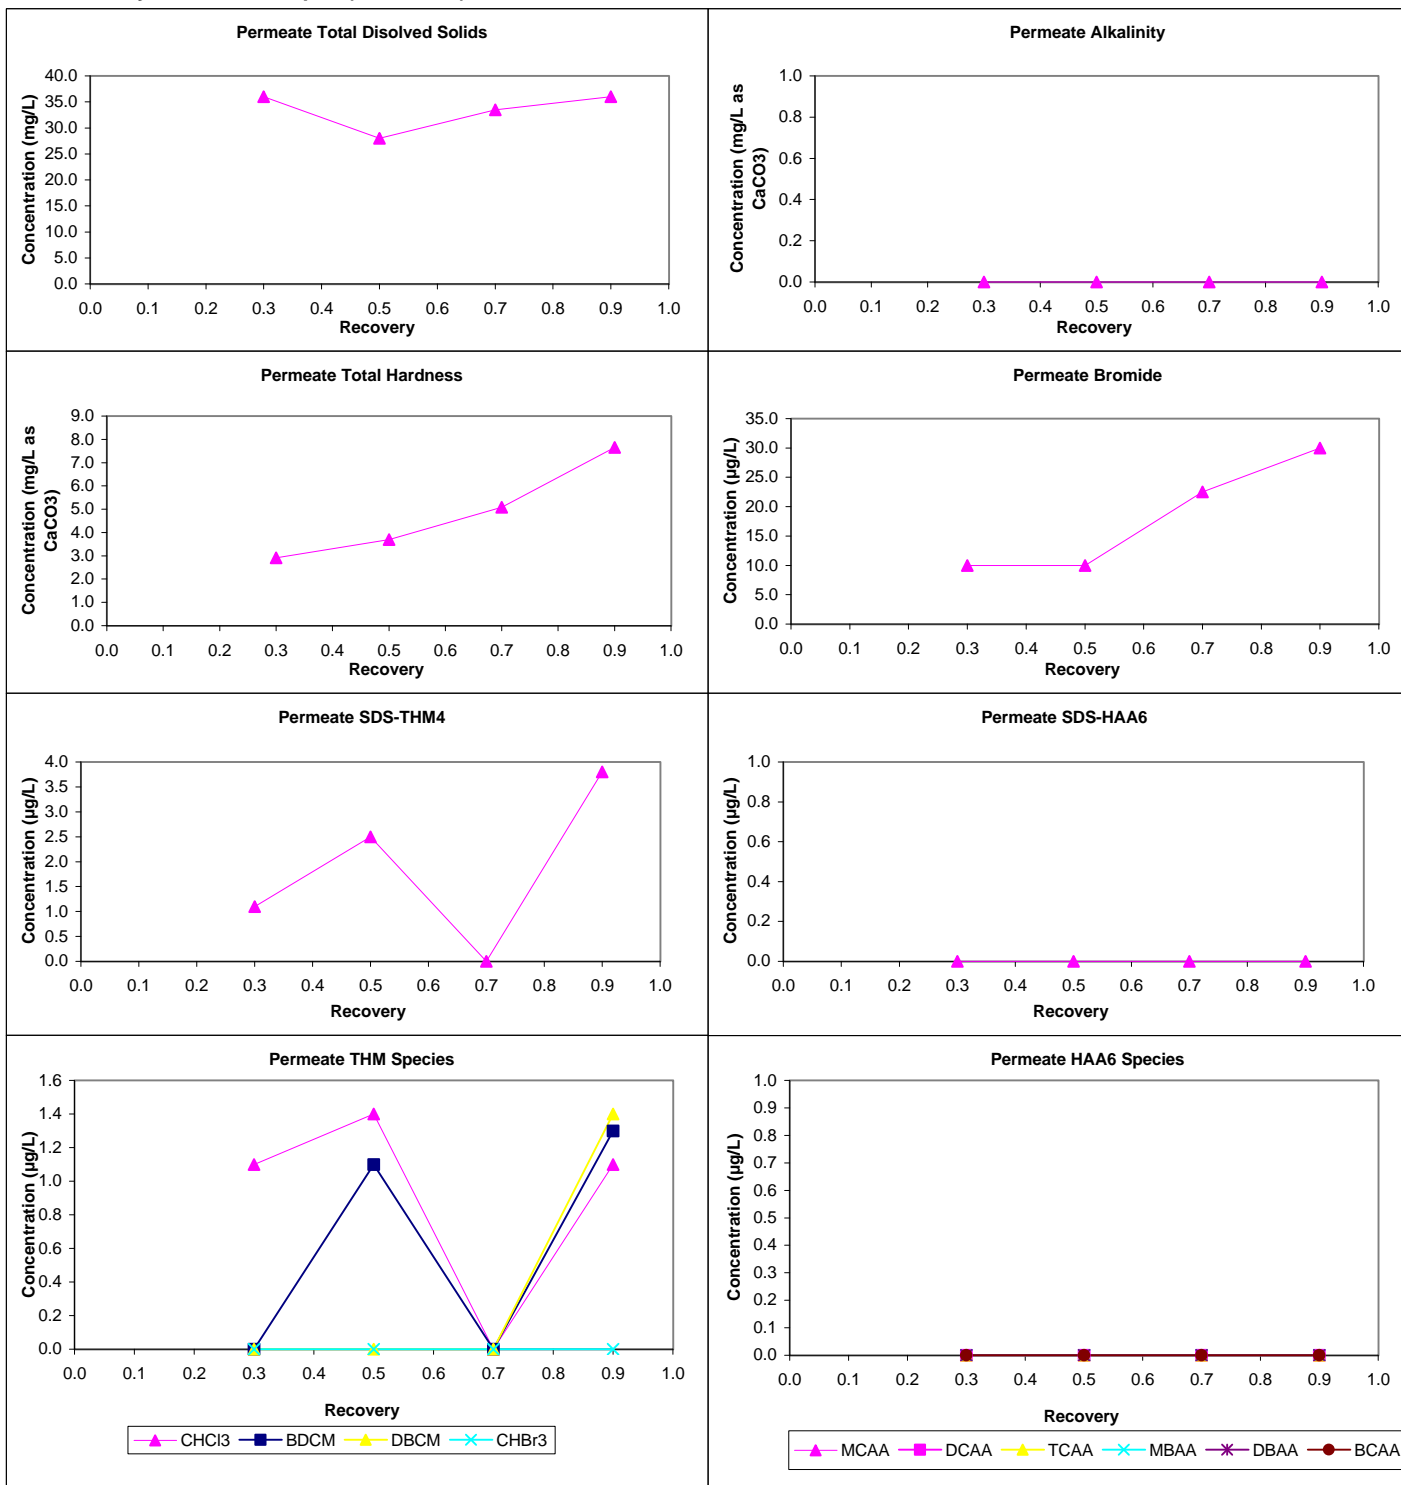 Permeate Total Disolved Solids
Concentration (mg/L)
40.0
35.0
30.0
25.0
20.0
15.0
10.0
5.0
0.0
0.0 0.1 0.2 0.3 0.4 0.5 0.6 0.7 0.8 0.9 1.0
Recovery
Permeate Alkalinity
Concentration (mg/L as
CaCO3)
1.0
0.8
0.6
0.4
0.2
0.0
0.0 0.1 0.2 0.3 0.4 0.5 0.6 0.7 0.8 0.9 1.0
Recovery
Permeate Total Hardness
Concentration (mg/L as
CaCO3)
9.0
8.0
7.0
6.0
5.0
4.0
3.0
2.0
1.0
0.0
0.0 0.1 0.2 0.3 0.4 0.5 0.6 0.7 0.8 0.9 1.0
Recovery
Permeate Bromide
Concentration (µg/L)
35.0
30.0
25.0
20.0
15.0
10.0
5.0
0.0
0.0 0.1 0.2 0.3 0.4 0.5 0.6 0.7 0.8 0.9 1.0
Recovery
Permeate SDS-THM4
Concentration (µg/L)
4.0
3.5
3.0
2.5
2.0
1.5
1.0
0.5
0.0
0.0 0.1 0.2 0.3 0.4 0.5 0.6 0.7 0.8 0.9 1.0
Recovery
Permeate SDS-HAA6
Concentration (µg/L)
1.0
0.8
0.6
0.4
0.2
0.0
0.0 0.1 0.2 0.3 0.4 0.5 0.6 0.7 0.8 0.9 1.0
Recovery
Permeate THM Species
Concentration (µg/L)
1.6
1.4
1.2
1.0
0.8
0.6
0.4
0.2
0.0
0.0 0.1 0.2 0.3 0.4 0.5 0.6 0.7 0.8 0.9 1.0
Recovery
CHCl3 BDCM DBCM CHBr3
Permeate HAA6 Species
Concentration (µg/L)
1.0
0.9
0.8
0.7
0.6
0.5
0.4
0.3
0.2
0.1
0.0
0.0 0.1 0.2 0.3 0.4 0.5 0.6 0.7 0.8 0.9 1.0
Recovery
MCAA DCAA TCAA MBAA DBAA BCAA